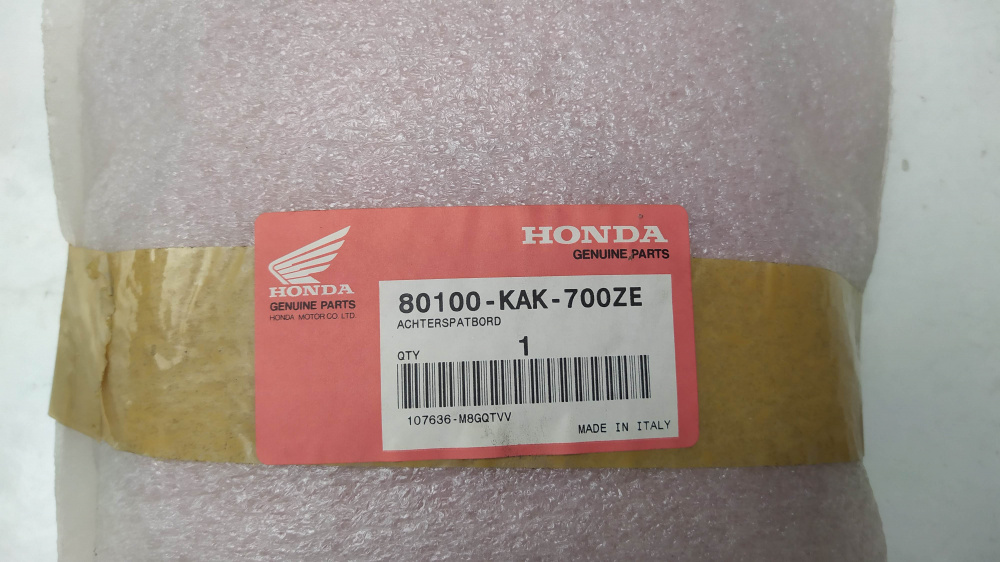 HONDA
GENUINE PARTS
HONDA MOTOR CO. LTD.
HONDA
GENUINE PARTS
80100-KAK-700ZE
ACHTERSPATBORD
QTY 1
107636-M8GQTVV
MADE IN ITALY